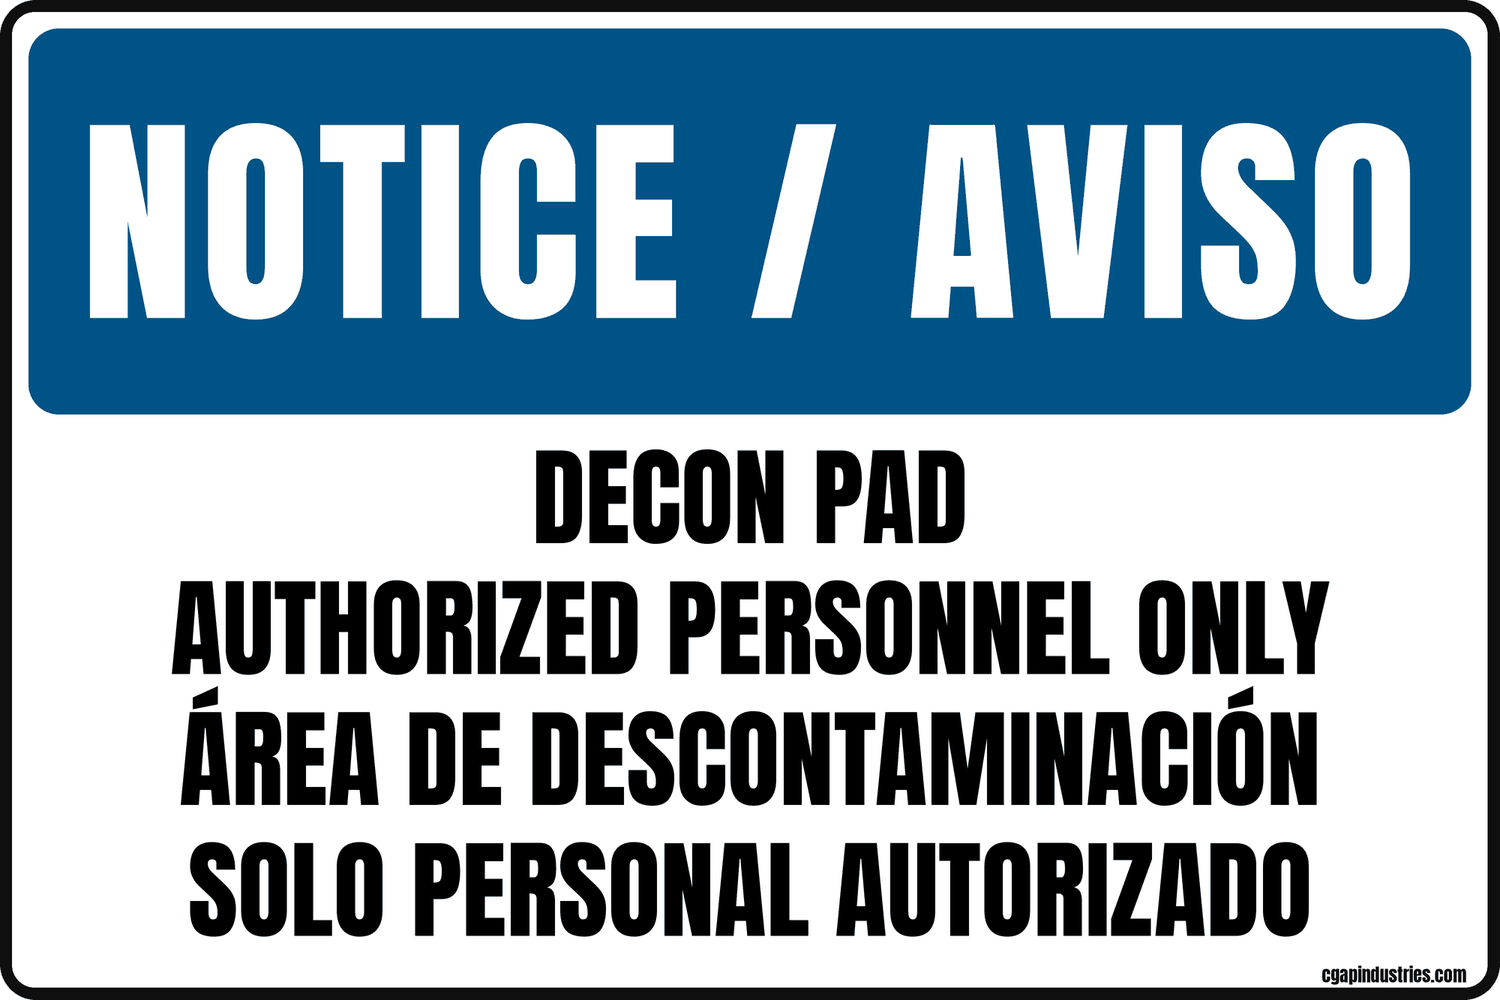 NOTICE / AVISO
DECON PAD
AUTHORIZED PERSONNEL ONLY
ÁREA DE DESCONTAMINACIÓN
SOLO PERSONAL AUTORIZADO
cgapindustries.com